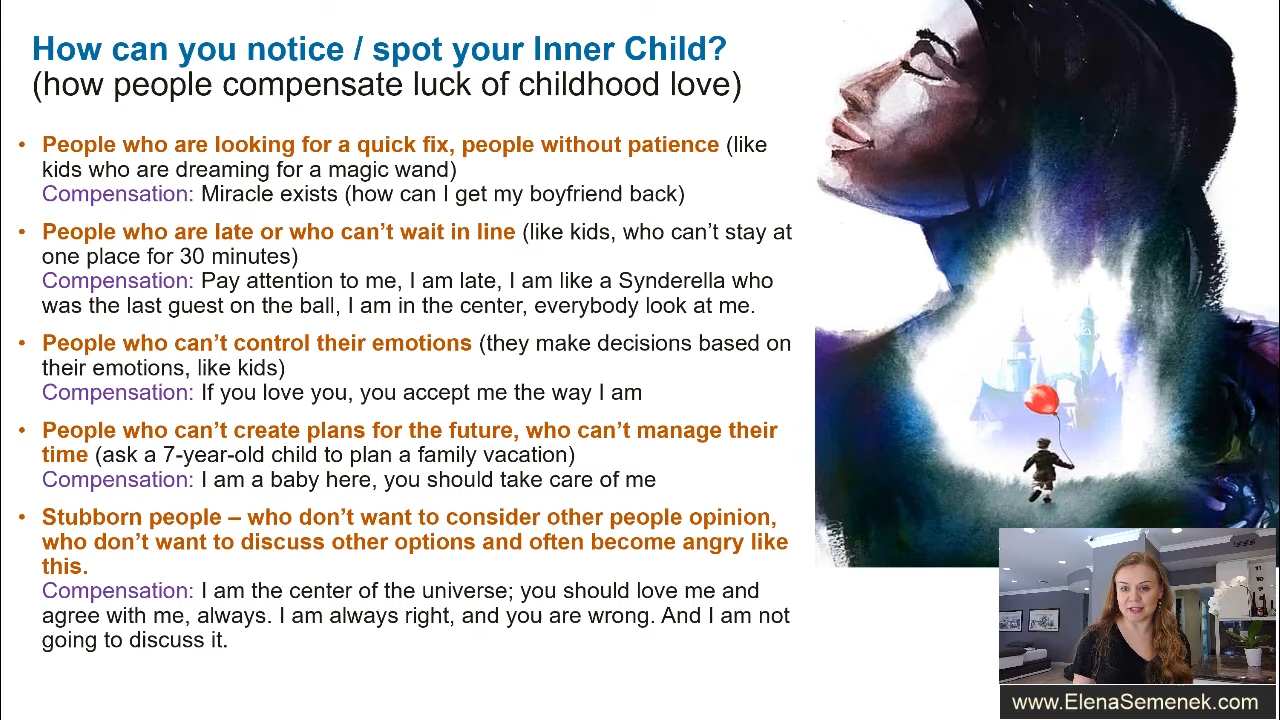 How can you notice / spot your Inner Child?
(how people compensate luck of childhood love)
• People who are looking for a quick fix, people without patience (like
kids who are dreaming for a magic wand)
Compensation: Miracle exists (how can I get my boyfriend back)
• People who are late or who can’t wait in line (like kids, who can’t stay at
one place for 30 minutes)
Compensation: Pay attention to me, I am late, I am like a Synderella who
was the last guest on the ball, I am in the center, everybody look at me.
• People who can’t control their emotions (they make decisions based on
their emotions, like kids)
Compensation: If you love you, you accept me the way I am
• People who can’t create plans for the future, who can’t manage their
time (ask a 7-year-old child to plan a family vacation)
Compensation: I am a baby here, you should take care of me
• Stubborn people – who don’t want to consider other people opinion,
who don’t want to discuss other options and often become angry like
this.
Compensation: I am the center of the universe; you should love me and
agree with me, always. I am always right, and you are wrong. And I am not
going to discuss it.
www.ElenaSemenek.com